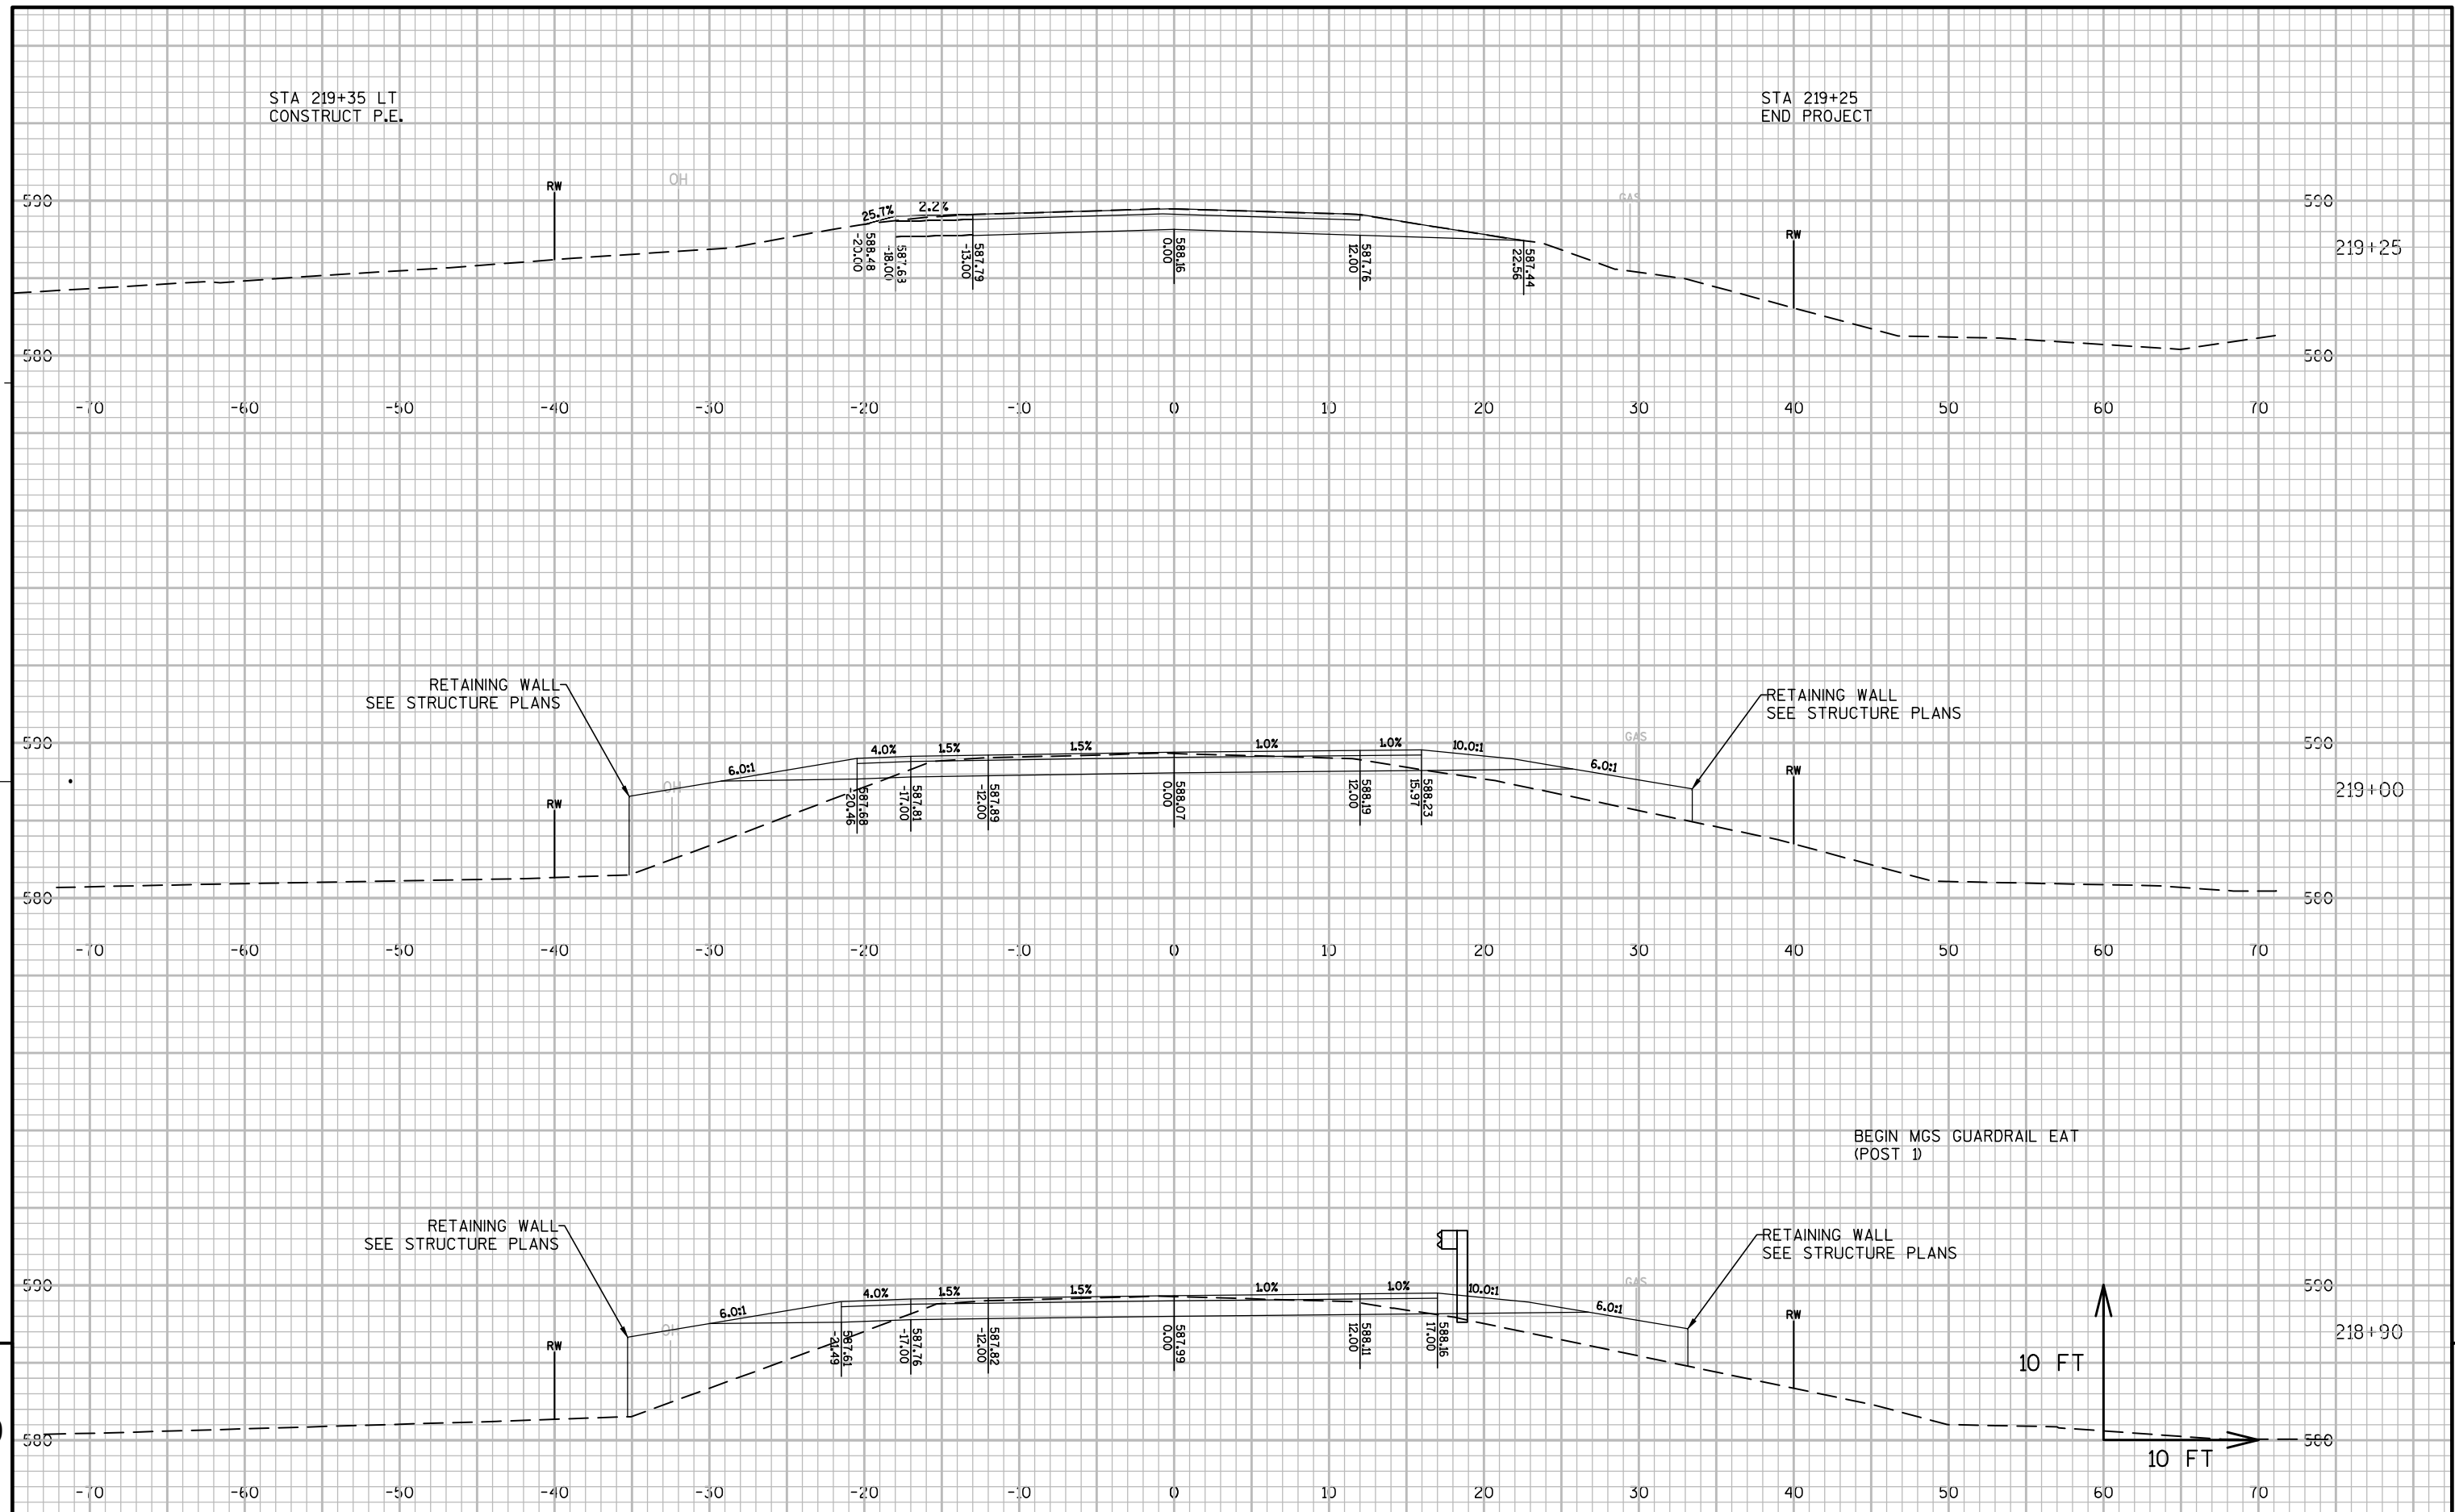 STA 219+35 LT
CONSTRUCT P.E.
STA 219+25
END PROJECT
RW
OH
GAS
590
25.7%
2.2%
590
RW
219+25
588.48
-20.00
587.63
-18.00
587.79
-13.00
588.16
0.00
587.76
12.00
587.44
22.56
580
580
-70 -60 -50 -40 -30 -20 -10 0 10 20 30 40 50 60 70
RETAINING WALL
SEE STRUCTURE PLANS
RETAINING WALL
SEE STRUCTURE PLANS
GAS
590
4.0%
1.5%
1.5%
1.0%
1.0%
10.0:1
590
6.0:1
6.0:1
RW
OH
219+00
RW
587.68
-20.46
587.81
-17.00
587.89
-12.00
588.07
0.00
588.19
12.00
588.23
15.97
580
580
-70 -60 -50 -40 -30 -20 -10 0 10 20 30 40 50 60 70
BEGIN MGS GUARDRAIL EAT
(POST 1)
RETAINING WALL
SEE STRUCTURE PLANS
RETAINING WALL
SEE STRUCTURE PLANS
GAS
590
4.0%
1.5%
1.5%
1.0%
1.0%
10.0:1
590
6.0:1
6.0:1
RW
OH
218+90
RW
587.61
-21.49
587.76
-17.00
587.82
-12.00
587.99
0.00
588.11
12.00
588.16
17.00
10 FT
580
580
10 FT
-70 -60 -50 -40 -30 -20 -10 0 10 20 30 40 50 60 70